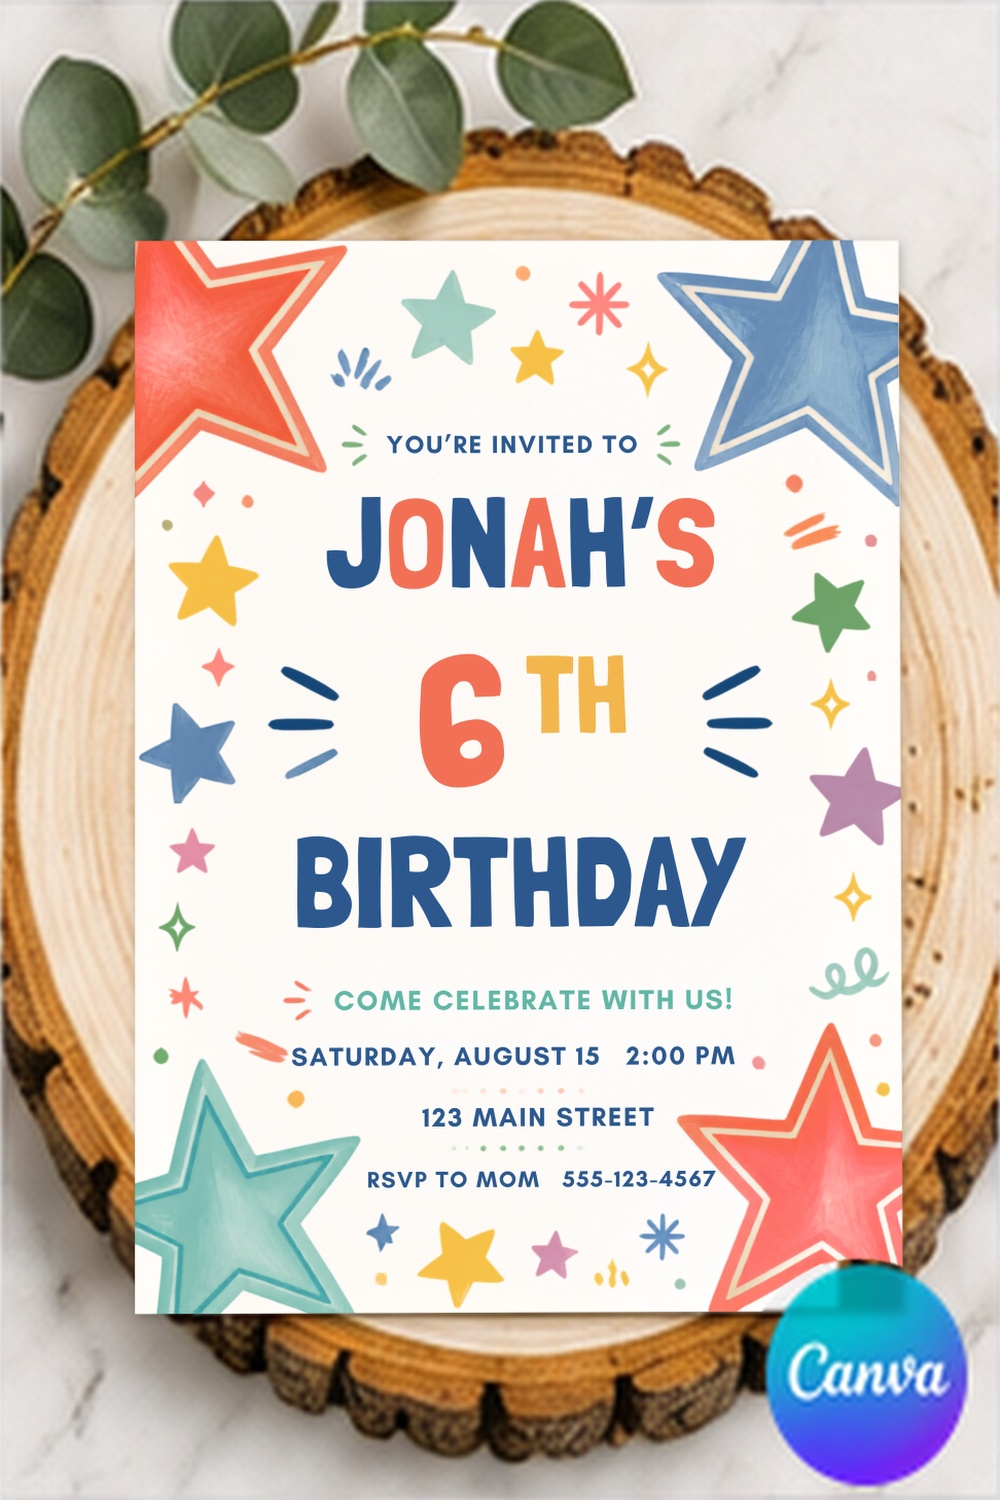 YOU'RE INVITED TO
JONAH'S
6TH
BIRTHDAY
COME CELEBRATE WITH US!
SATURDAY, AUGUST 15 2:00 PM
123 MAIN STREET
RSVP TO MOM 555-123-4567
Canva